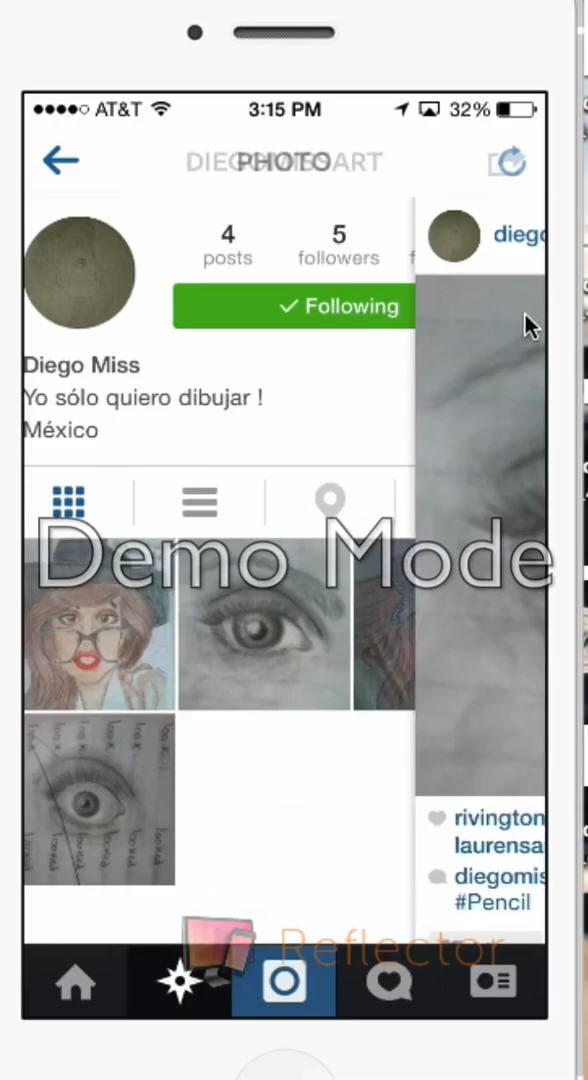 AT&T 3:15 PM 32%
DIEGOMISSART
PHOTO
4 5
posts followers f
Following
diego
Diego Miss
Yo sólo quiero dibujar !
México
Demo Mode
rivington
laurensa
diegomis
#Pencil
Reflector